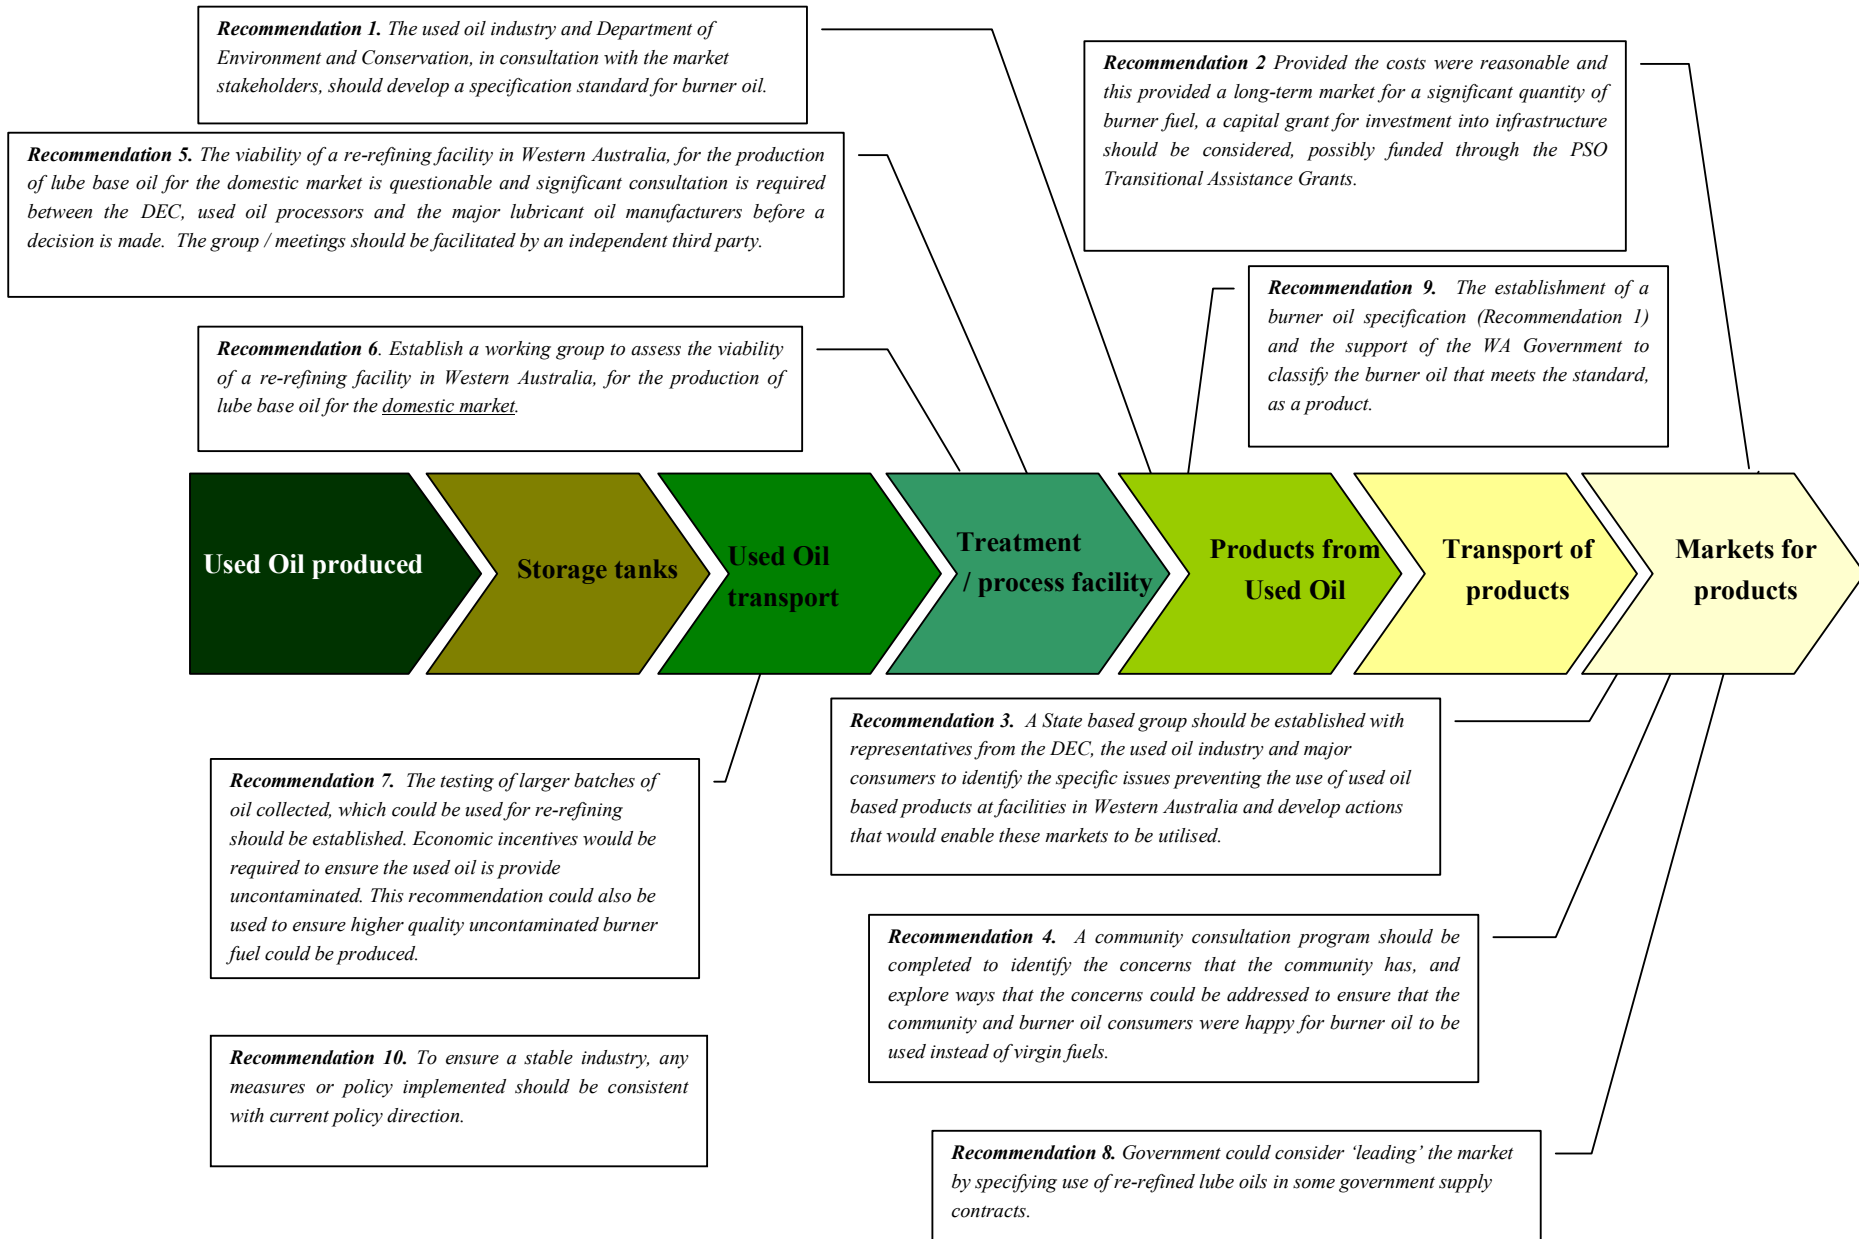 Recommendation 1. The used oil industry and Department of
Environment and Conservation, in consultation with the market
stakeholders, should develop a specification standard for burner oil.
Recommendation 2 Provided the costs were reasonable and
this provided a long-term market for a significant quantity of
burner fuel, a capital grant for investment into infrastructure
should be considered, possibly funded through the PSO
Transitional Assistance Grants.
Recommendation 5. The viability of a re-refining facility in Western Australia, for the production
of lube base oil for the domestic market is questionable and significant consultation is required
between the DEC, used oil processors and the major lubricant oil manufacturers before a
decision is made. The group / meetings should be facilitated by an independent third party.
Recommendation 9. The establishment of a
burner oil specification (Recommendation 1)
and the support of the WA Government to
classify the burner oil that meets the standard,
as a product.
Recommendation 6. Establish a working group to assess the viability
of a re-refining facility in Western Australia, for the production of
lube base oil for the domestic market.
Used Oil produced
Storage tanks
Used Oil
transport
Treatment
/ process facility
Products from
Used Oil
Transport of
products
Markets for
products
Recommendation 3. A State based group should be established with
representatives from the DEC, the used oil industry and major
consumers to identify the specific issues preventing the use of used oil
based products at facilities in Western Australia and develop actions
that would enable these markets to be utilised.
Recommendation 7. The testing of larger batches of
oil collected, which could be used for re-refining
should be established. Economic incentives would be
required to ensure the used oil is provide
uncontaminated. This recommendation could also be
used to ensure higher quality uncontaminated burner
fuel could be produced.
Recommendation 4. A community consultation program should be
completed to identify the concerns that the community has, and
explore ways that the concerns could be addressed to ensure that the
community and burner oil consumers were happy for burner oil to be
used instead of virgin fuels.
Recommendation 10. To ensure a stable industry, any
measures or policy implemented should be consistent
with current policy direction.
Recommendation 8. Government could consider ‘leading’ the market
by specifying use of re-refined lube oils in some government supply
contracts.